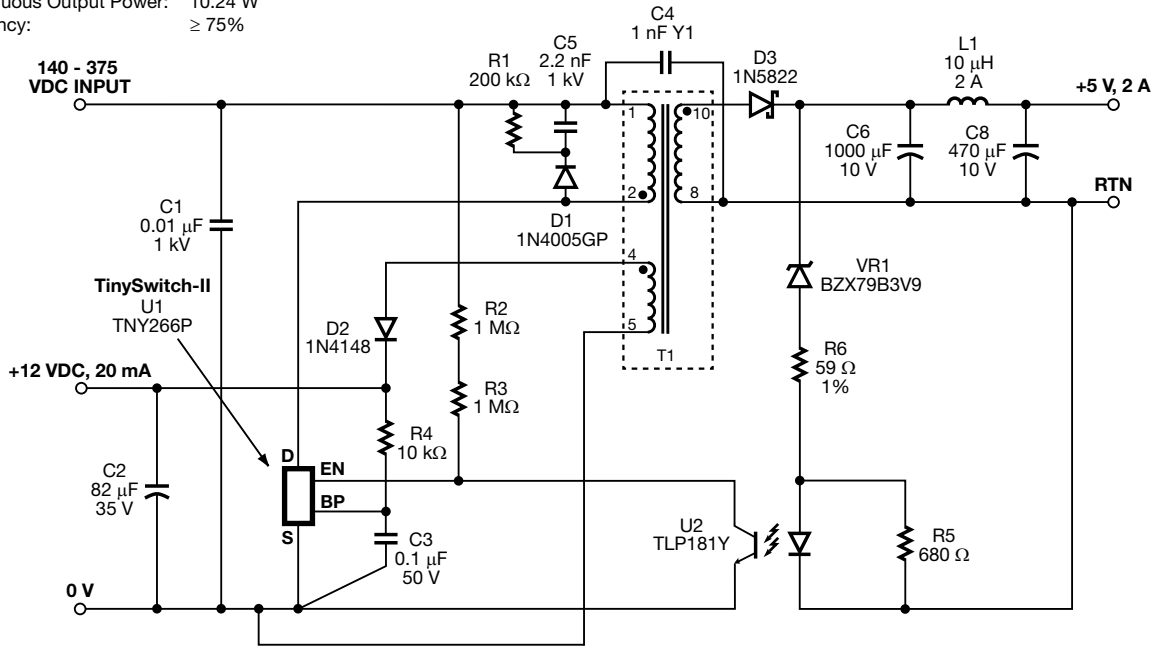 uous Output Power: 10.24 W
ncy: ≥ 75%
140 - 375
VDC INPUT
R1
200 kΩ
C5
2.2 nF
1 kV
C4
1 nF Y1
D3
1N5822
L1
10 µH
2 A
+5 V, 2 A
1
10
C6
1000 µF
10 V
C8
470 µF
10 V
2
8
RTN
C1
0.01 µF
1 kV
D1
1N4005GP
4
VR1
BZX79B3V9
TinySwitch-II
U1
TNY266P
D2
1N4148
R2
1 MΩ
5
T1
R6
59 Ω
1%
+12 VDC, 20 mA
R3
1 MΩ
R4
10 kΩ
D
EN
BP
S
C2
82 µF
35 V
C3
0.1 µF
50 V
U2
TLP181Y
R5
680 Ω
0 V